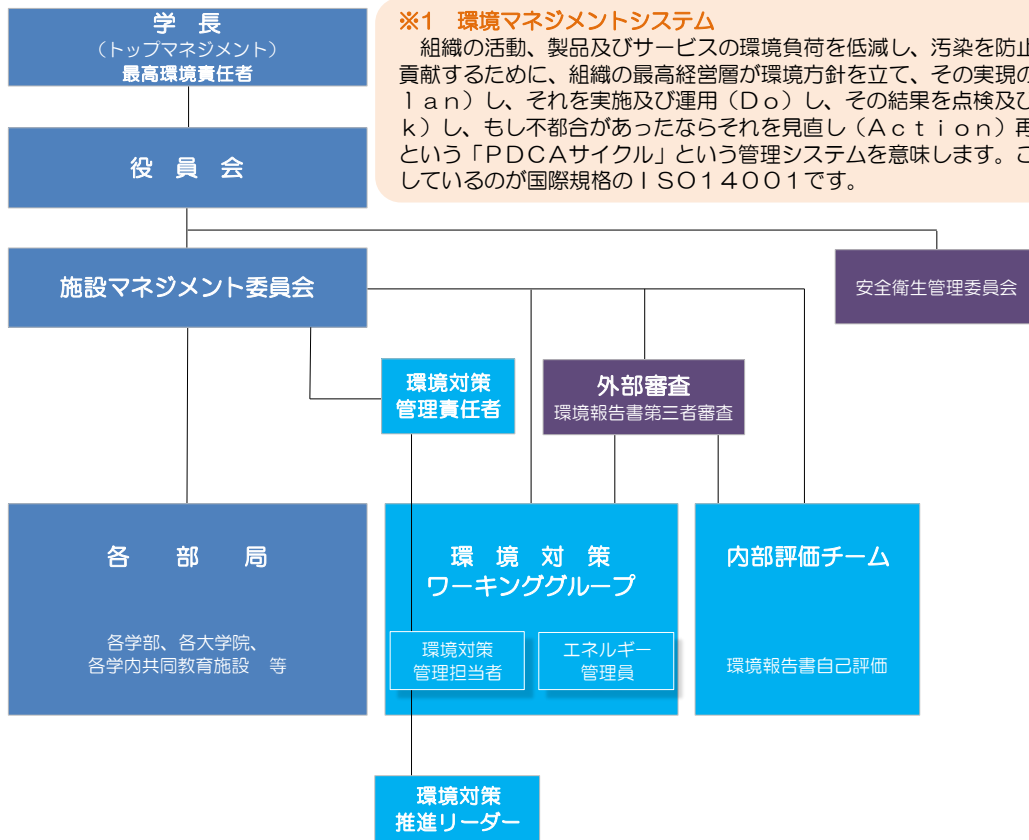 学 長
（トップマネジメント）
最高環境責任者
※1 環境マネジメントシステム
組織の活動、製品及びサービスの環境負荷を低減し、汚染を防止
貢献するために、組織の最高経営層が環境方針を立て、その実現の
ｌａｎ）し、それを実施及び運用（Ｄｏ）し、その結果を点検及び
ｋ）し、もし不都合があったならそれを見直し（Ａｃｔｉｏｎ）再
という「ＰＤＣＡサイクル」という管理システムを意味します。こ
しているのが国際規格のＩＳＯ１４００１です。
役 員 会
施設マネジメント委員会
安全衛生管理委員会
環境対策
管理責任者
外部審査
環境報告書第三者審査
各 部 局
各学部、各大学院、
各学内共同教育施設 等
環 境 対 策
ワーキンググループ
環境対策
管理担当者
エネルギー
管理員
内部評価チーム
環境報告書自己評価
環境対策
推進リーダー